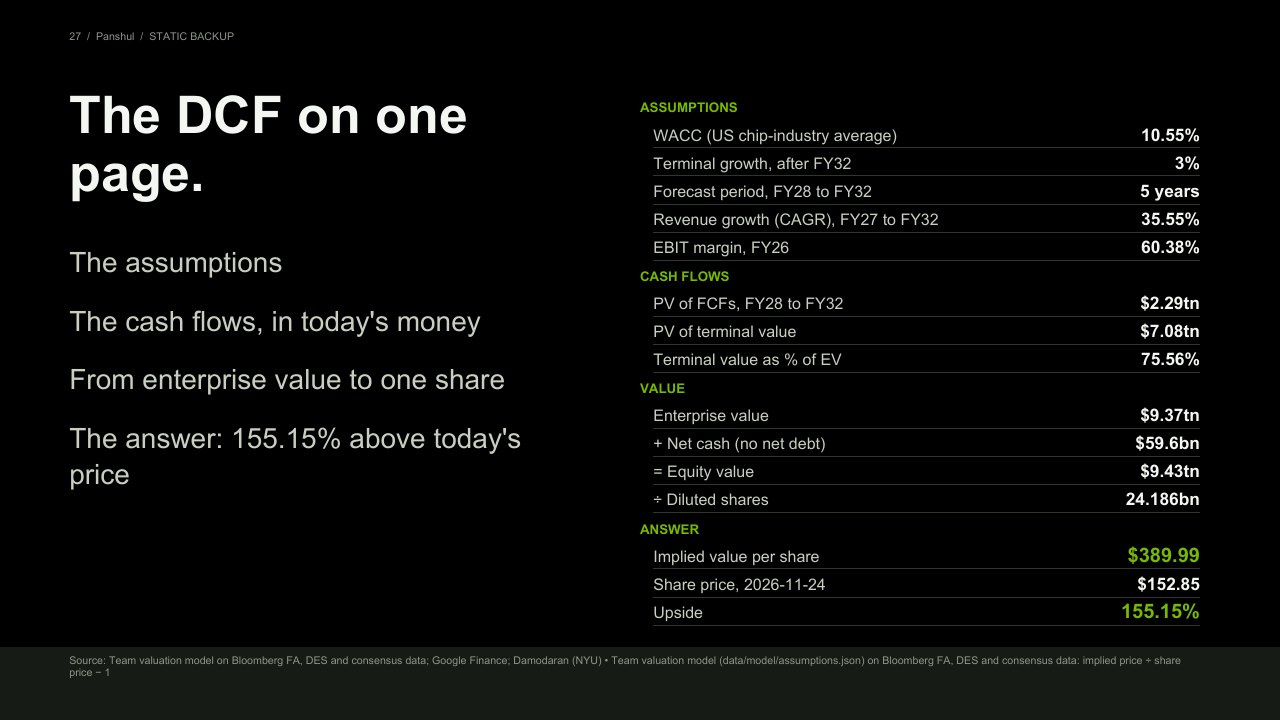 27 / Panshul / STATIC BACKUP
The DCF on one
page.
The assumptions
The cash flows, in today's money
From enterprise value to one share
The answer: 155.15% above today's
price
ASSUMPTIONS
WACC (US chip-industry average) 10.55%
Terminal growth, after FY32 3%
Forecast period, FY28 to FY32 5 years
Revenue growth (CAGR), FY27 to FY32 35.55%
EBIT margin, FY26 60.38%
CASH FLOWS
PV of FCFs, FY28 to FY32 $2.29tn
PV of terminal value $7.08tn
Terminal value as % of EV 75.56%
VALUE
Enterprise value $9.37tn
+ Net cash (no net debt) $59.6bn
= Equity value $9.43tn
÷ Diluted shares 24.186bn
ANSWER
Implied value per share $389.99
Share price, 2026-11-24 $152.85
Upside 155.15%
Source: Team valuation model on Bloomberg FA, DES and consensus data; Google Finance; Damodaran (NYU) • Team valuation model (data/model/assumptions.json) on Bloomberg FA, DES and consensus data: implied price ÷ share
price − 1